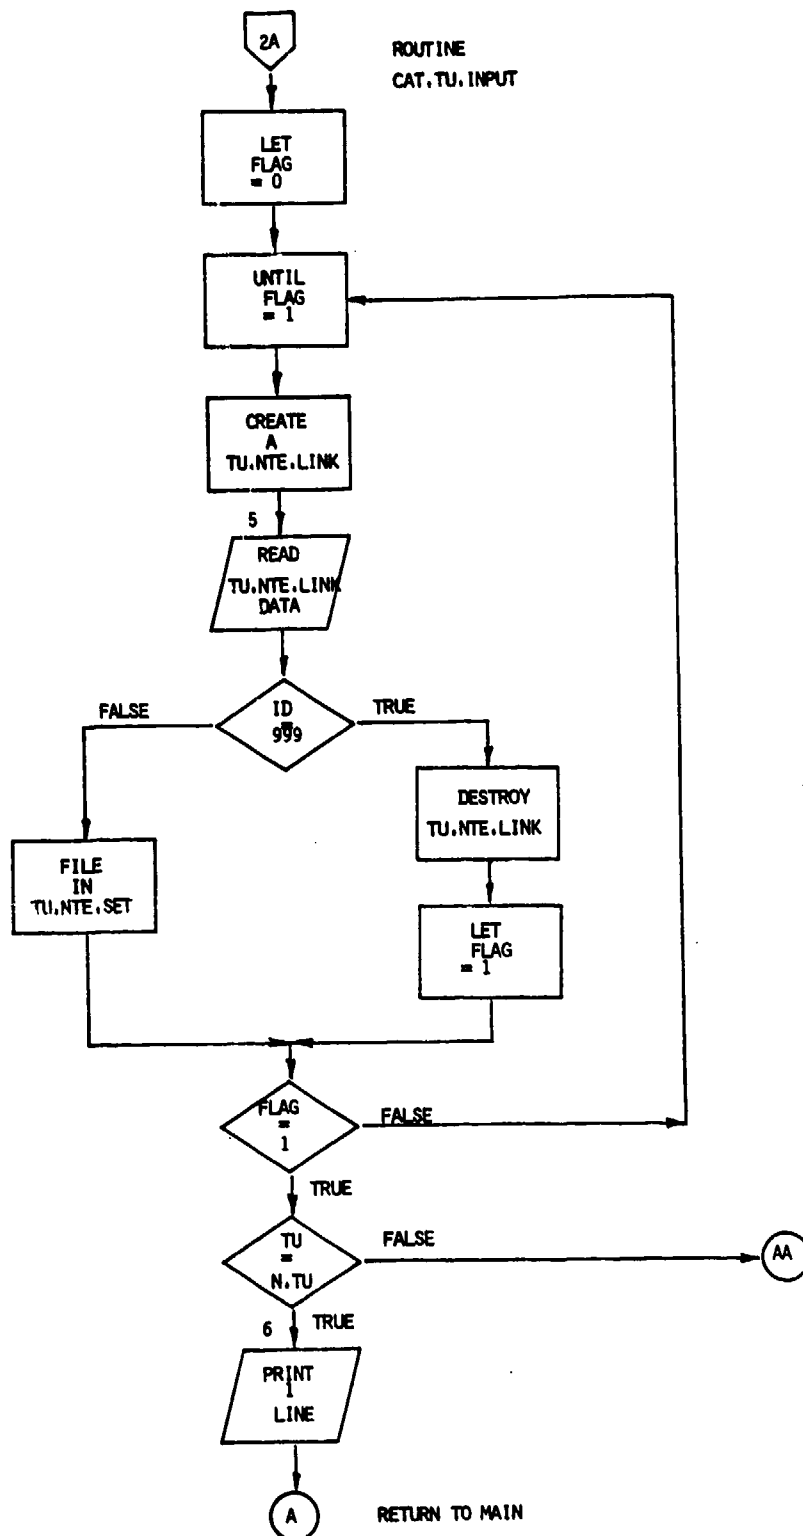 2A
ROUTINE
CAT.TU.INPUT
LET
FLAG
= 0
UNTIL
FLAG
= 1
CREATE
A
TU.NTE.LINK
5
READ
TU.NTE.LINK
DATA
FALSE
ID
=
999
TRUE
DESTROY
TU.NTE.LINK
FILE
IN
TU.NTE.SET
LET
FLAG
= 1
FLAG
=
1
FALSE
TRUE
TU
=
N.TU
FALSE
AA
6
TRUE
PRINT
1
LINE
A
RETURN TO MAIN